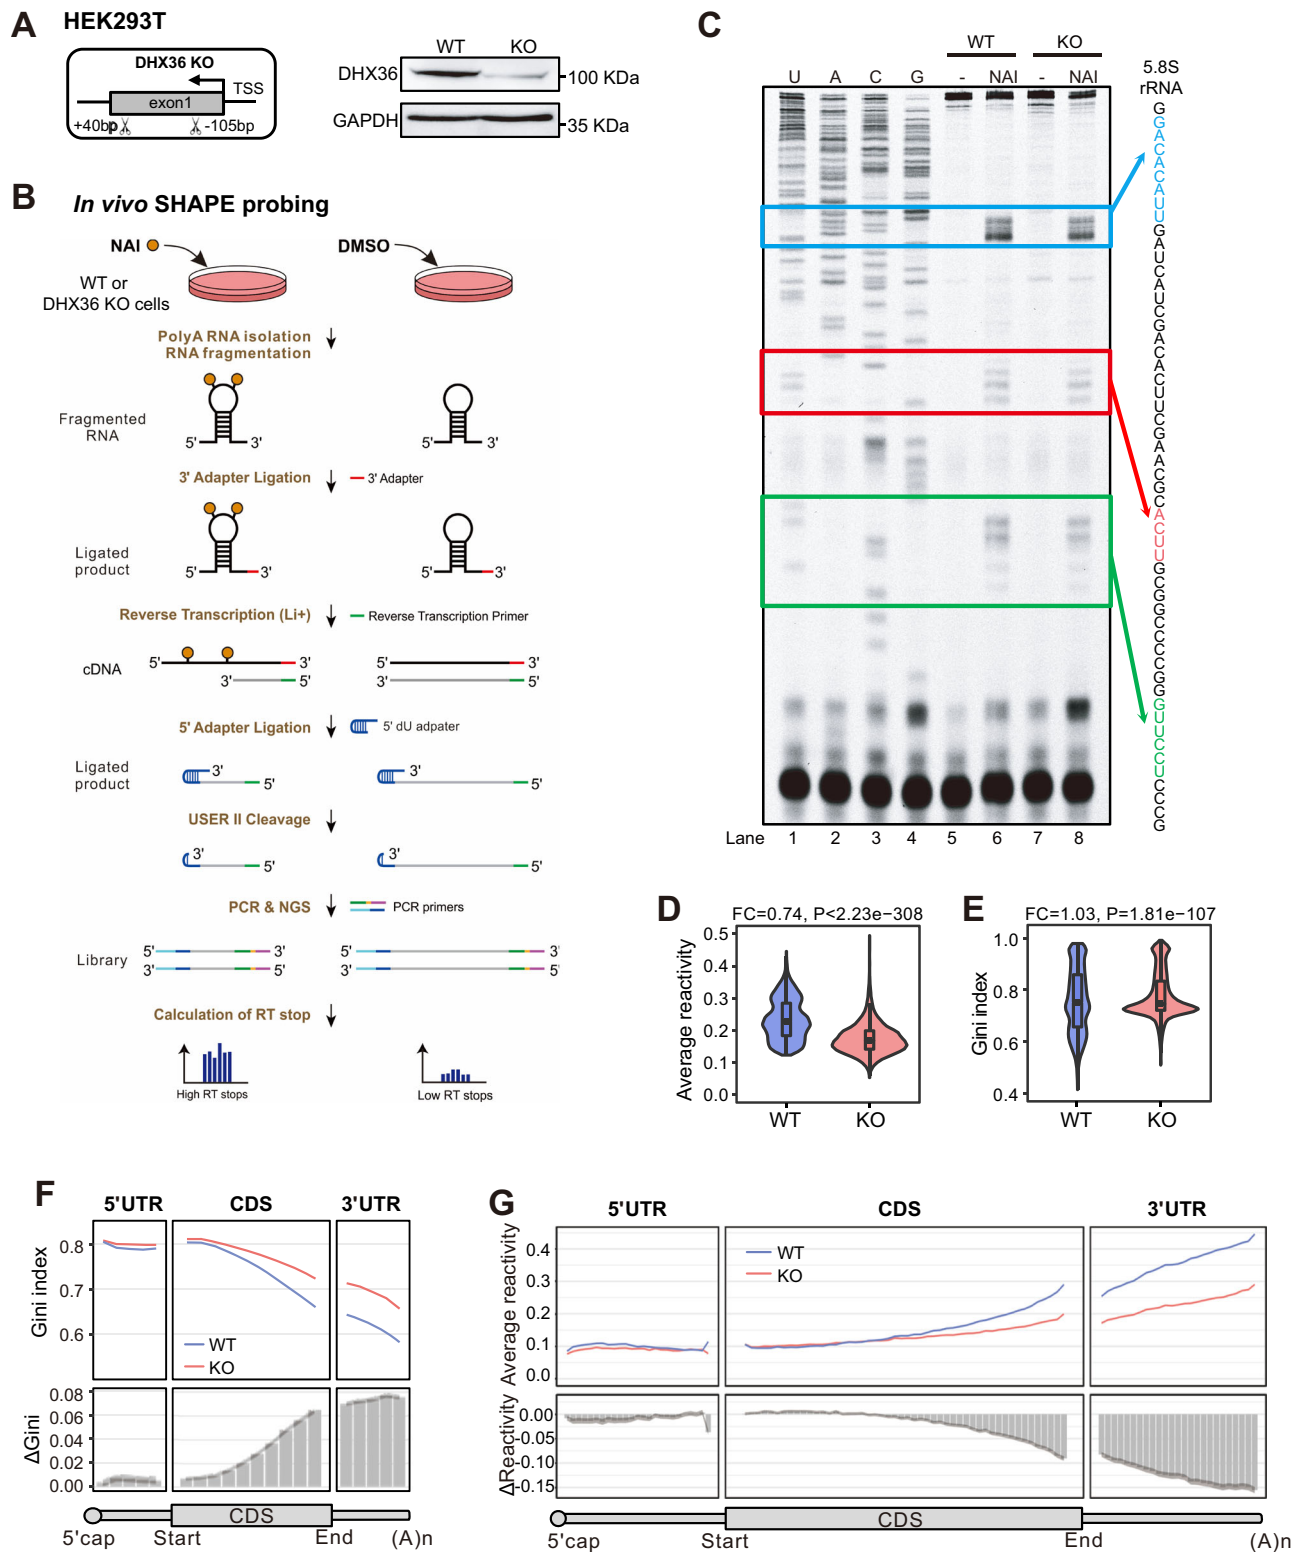 A
HEK293T
DHX36 KO
TSS
exon1
+40bp
-105bp
WT KO
DHX36
100 KDa
GAPDH
35 KDa
B
In vivo SHAPE probing
NAI
DMSO
WT or
DHX36 KO cells
PolyA RNA isolation
RNA fragmentation
Fragmented
RNA
5' 3'
5' 3'
3' Adapter Ligation
3' Adapter
Ligated
product
5' 3'
5' 3'
Reverse Transcription (Li+)
Reverse Transcription Primer
cDNA
5' 3'
3' 5'
5' 3'
3' 5'
5' Adapter Ligation
5' dU adpater
Ligated
product
3'
5'
3'
5'
USER II Cleavage
3'
5'
3'
5'
PCR & NGS
PCR primers
Library
5' 3'
3' 5'
5' 3'
3' 5'
Calculation of RT stop
High RT stops
Low RT stops
C
WT KO
U A C G - NAI - NAI
5.8S
rRNA
G
G
A
C
A
C
A
U
U
G
A
U
C
A
U
C
G
A
C
A
C
U
U
C
G
A
A
C
G
C
A
C
U
U
G
C
G
G
C
C
C
C
G
G
G
U
U
C
C
U
C
C
C
G
Lane 1 2 3 4 5 6 7 8
D
FC=0.74, P<2.23e−308
Average reactivity
0.5
0.4
0.3
0.2
0.1
0.0
WT KO
E
FC=1.03, P=1.81e−107
Gini index
1.0
0.8
0.6
0.4
WT KO
F
5'UTR CDS 3'UTR
Gini index
0.8
0.7
0.6
WT
KO
ΔGini
0.08
0.06
0.04
0.02
0.00
CDS
5'cap Start End (A)n
G
5'UTR CDS 3'UTR
Average reactivity
0.4
0.3
0.2
0.1
0.0
WT
KO
ΔReactivity
0.00
-0.05
-0.10
-0.15
CDS
5'cap Start End (A)n